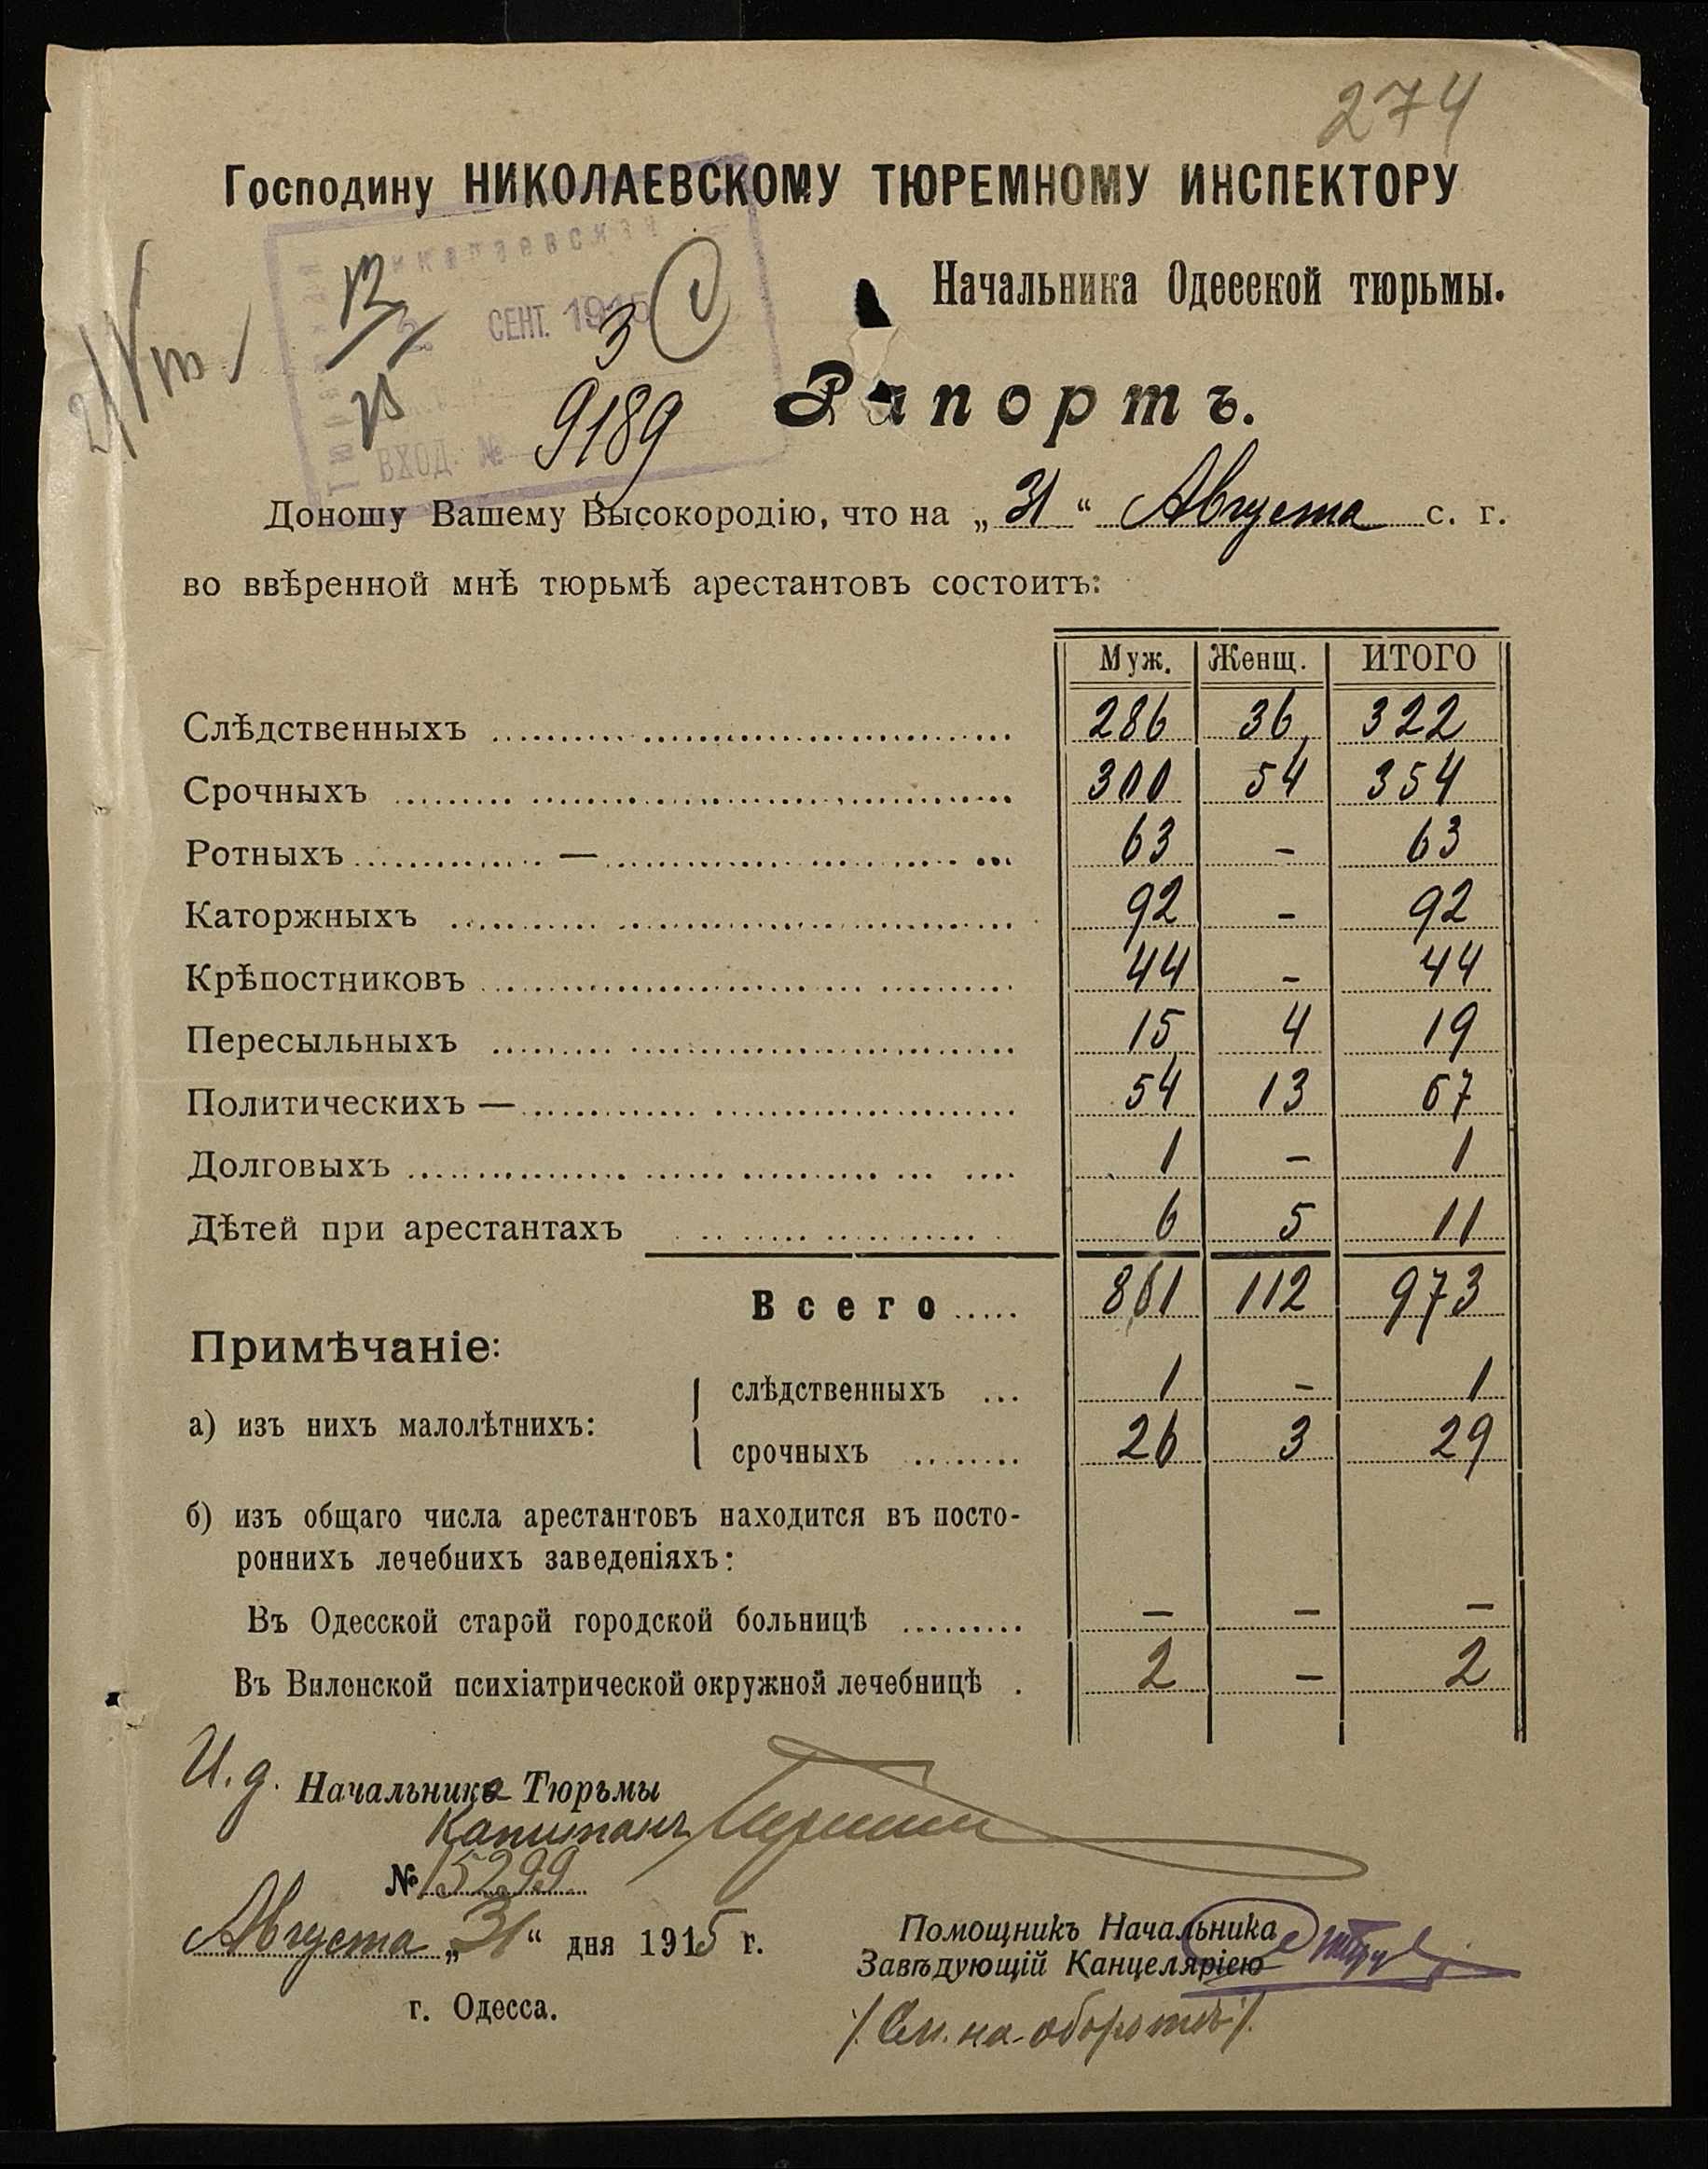 274
Господину НИКОЛАЕВСКОМУ ТЮРЕМНОМУ ИНСПЕКТОРУ
Начальника Одесской тюрьмы.
СЕНТ. 1915
3
ВХОД. № 9189
Рапортъ.
Доношу Вашему Высокородію, что на „31“ Августа с. г.
во ввѣренной мнѣ тюрьмѣ арестантовъ состоитъ:
Муж. Женщ. ИТОГО
Слѣдственныхъ 286 36 322
Срочныхъ 300 54 354
Ротныхъ — 63 - 63
Каторжныхъ 92 - 92
Крѣпостниковъ 44 - 44
Пересыльныхъ 15 4 19
Политическихъ — 54 13 67
Долговыхъ 1 - 1
Дѣтей при арестантахъ 6 5 11
Всего 861 112 973
Примѣчаніе:
а) изъ нихъ малолѣтнихъ:
слѣдственныхъ 1 - 1
срочныхъ 26 3 29
б) изъ общаго числа арестантовъ находится въ посто-
роннихъ лечебнихъ заведеніяхъ:
Въ Одесской старой городской больницѣ - - -
Въ Виленской психіатрической окружной лечебницѣ 2 - 2
И. д. Начальника Тюрьмы
Капитанъ
№ 15299
Августа „31“ дня 1915 г.
г. Одесса.
Помощникъ Начальника
Завѣдующій Канцеляріею
/См. на оборотѣ/.